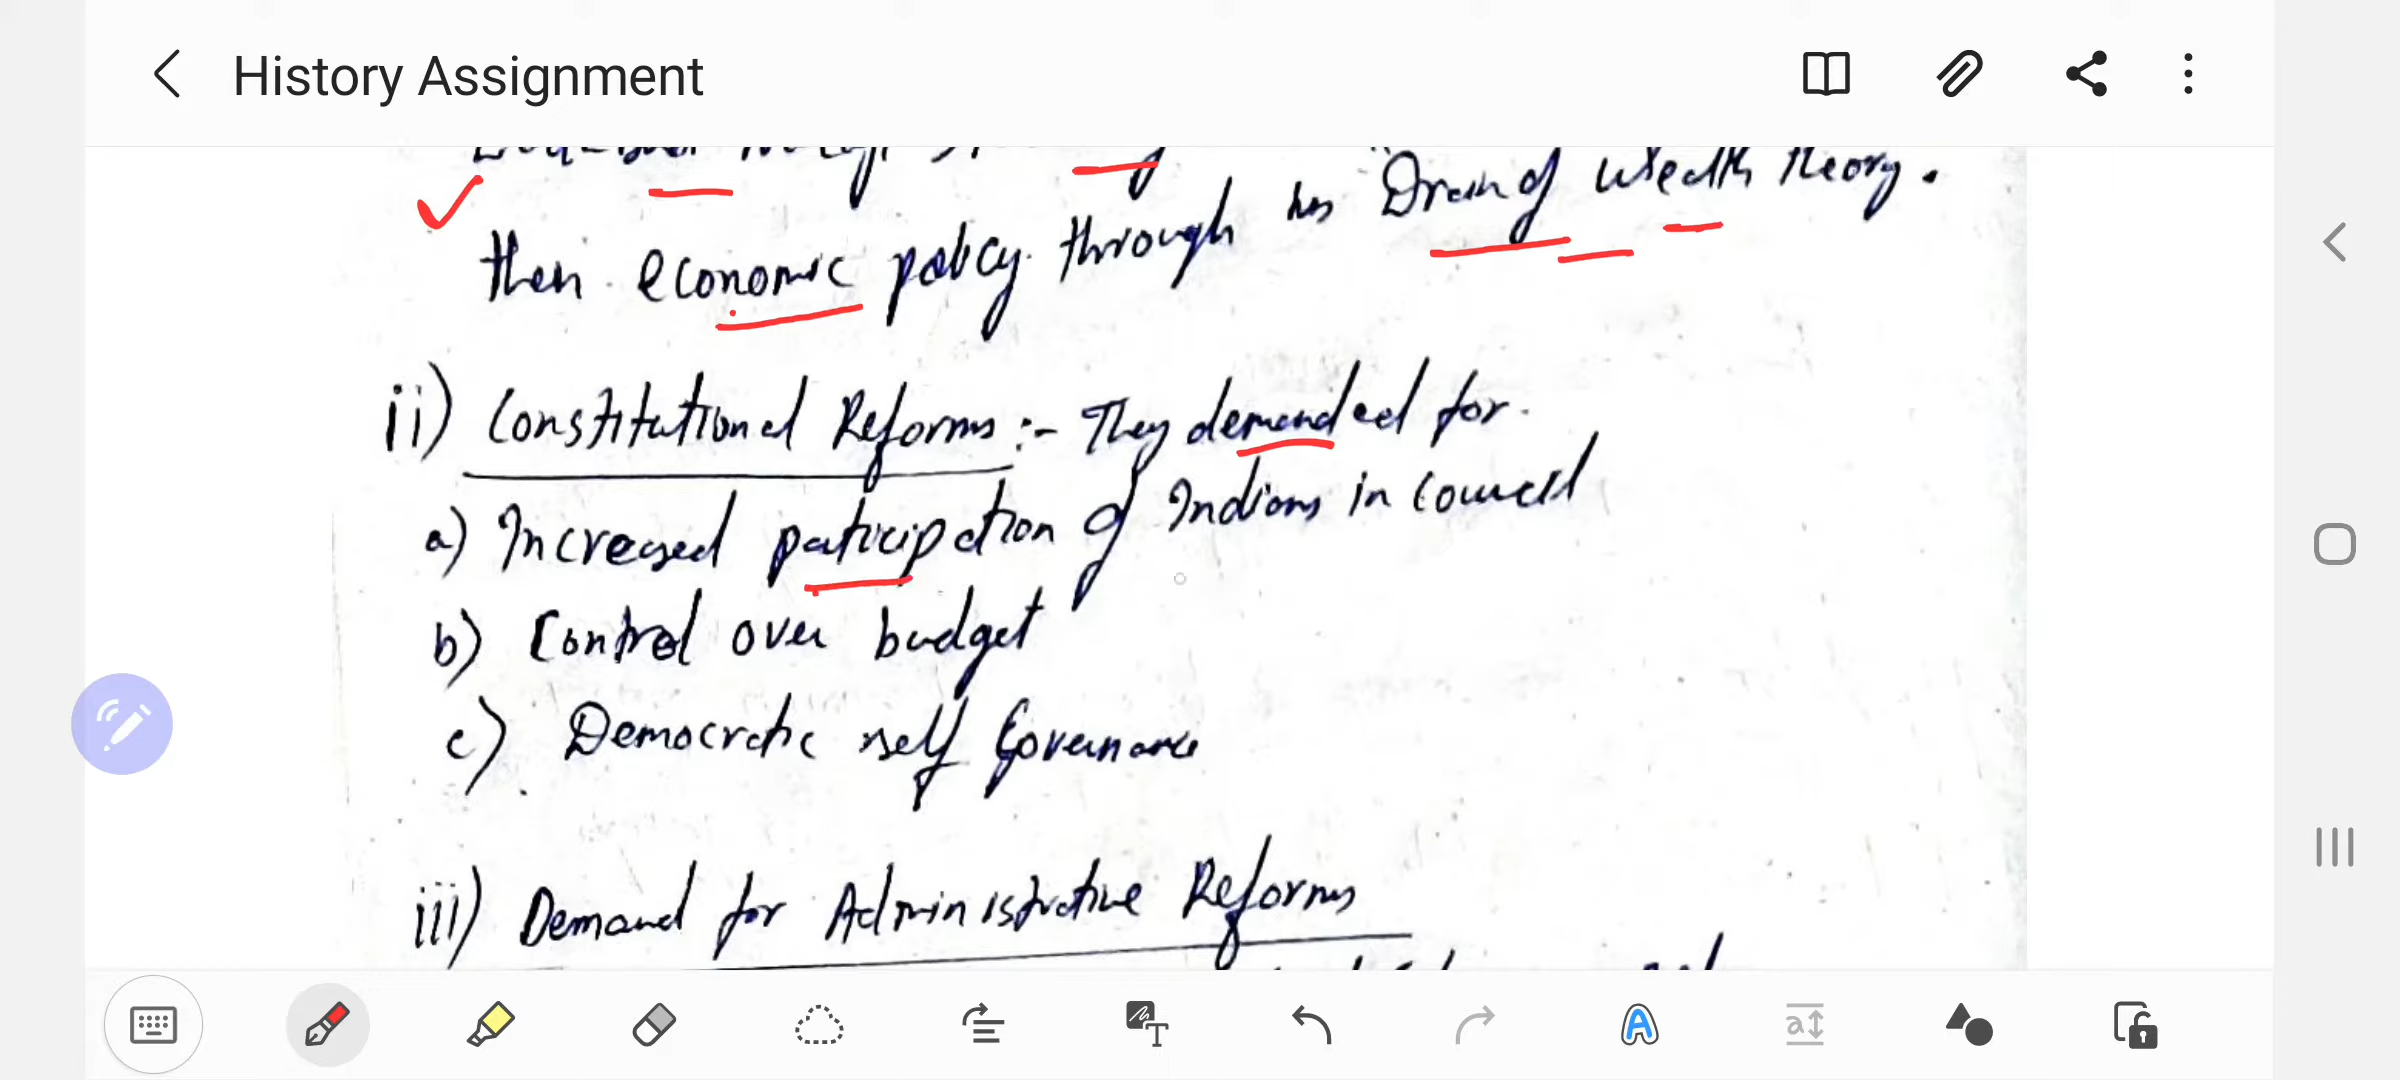 History Assignment
"Drain of wealth theory.
then economic policy through his
ii) Constitutional Reforms :- They demanded for
a) Increased participation of Indians in Council
b) Control over budget
c) Democratic self Governance
iii) Demand for Administrative Reforms